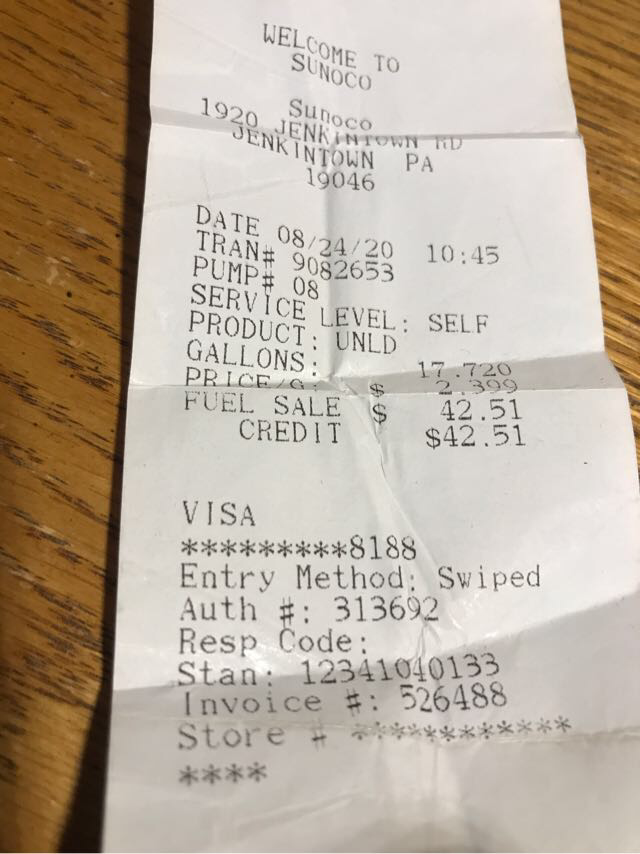 WELCOME TO
SUNOCO
Sunoco
1920 JENKINTOWN RD
JENKINTOWN PA
19046
DATE 08/24/20 10:45
TRAN# 9082653
PUMP# 08
SERVICE LEVEL: SELF
PRODUCT: UNLD
GALLONS: 17.720
PRICE/G: $ 2.399
FUEL SALE $ 42.51
CREDIT $42.51
VISA
*********8188
Entry Method: Swiped
Auth #: 313692
Resp Code:
Stan: 12341040133
Invoice #: 526488
Store # ************
****